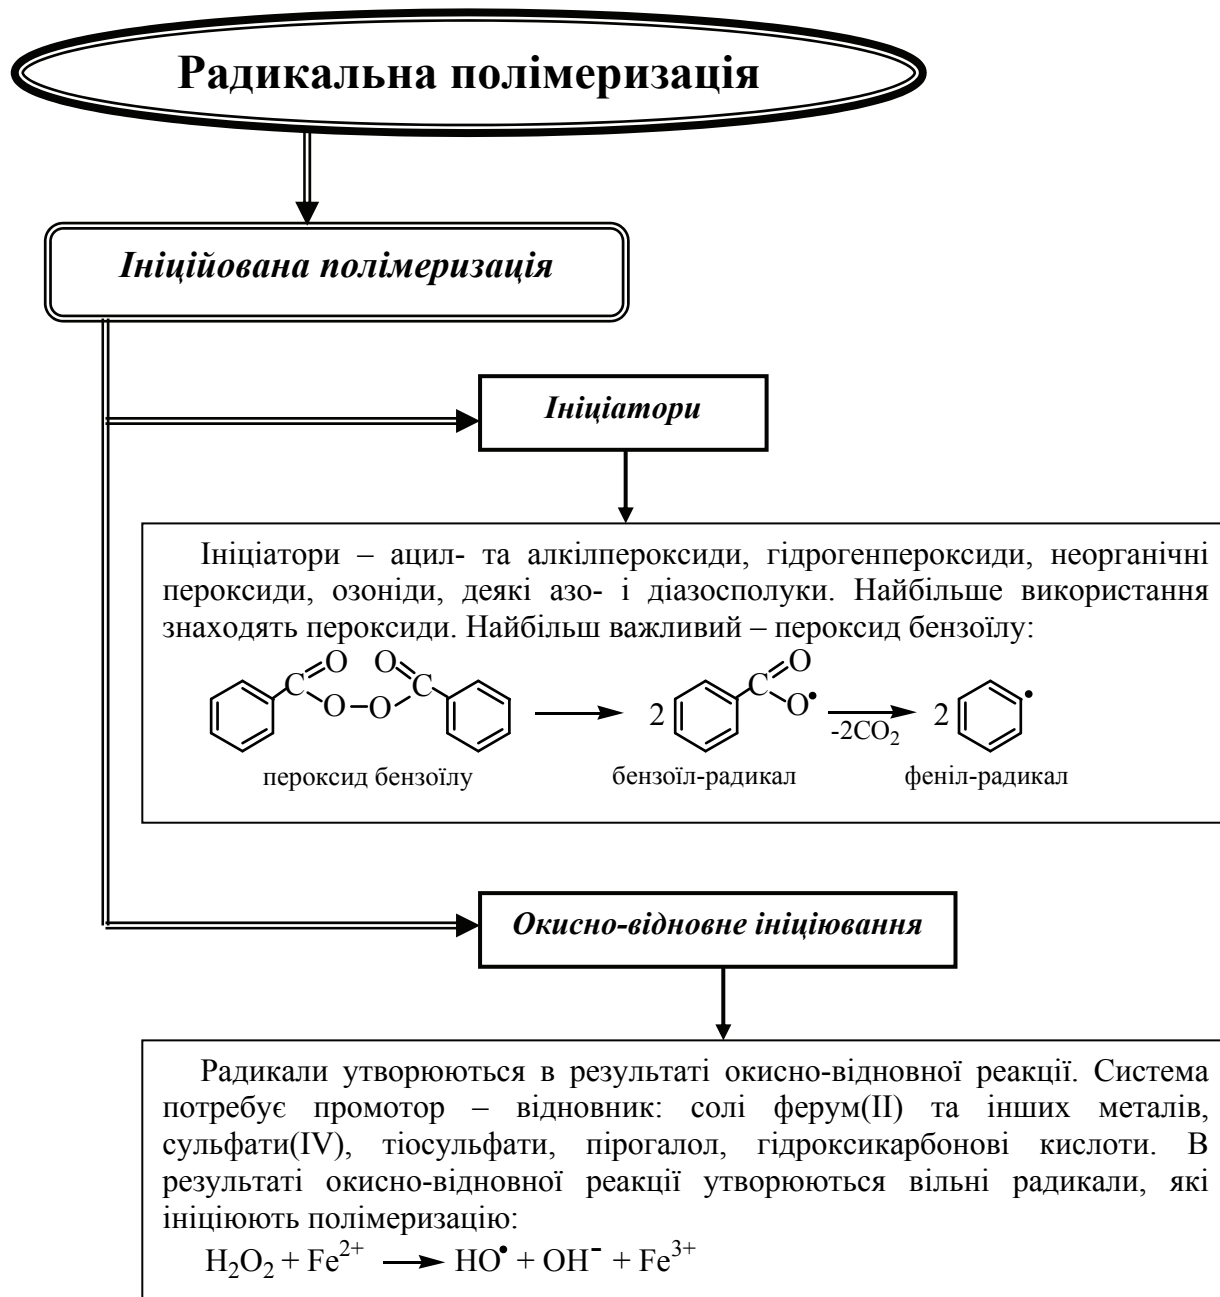 Радикальна полімеризація
Ініційована полімеризація
Ініціатори
Ініціатори – ацил- та алкілпероксиди, гідрогенпероксиди, неорганічні
пероксиди, озоніди, деякі азо- і діазосполуки. Найбільше використання
знаходять пероксиди. Найбільш важливий – пероксид бензоїлу:
C O O O O C
2 C O O•
-2CO₂
2 •
пероксид бензоїлу
бензоїл-радикал
феніл-радикал
Окисно-відновне ініціювання
Радикали утворюються в результаті окисно-відновної реакції. Система
потребує промотор – відновник: солі ферум(ІІ) та інших металів,
сульфати(IV), тіосульфати, пірогалол, гідроксикарбонові кислоти. В
результаті окисно-відновної реакції утворюються вільні радикали, які
ініціюють полімеризацію:
H₂O₂ + Fe²⁺ ⟶ HO• + OH⁻ + Fe³⁺